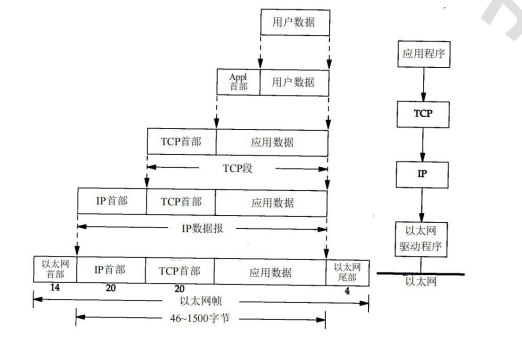 用户数据
应用程序
Appl
首部
用户数据
TCP
TCP首部
应用数据
TCP段
IP
IP首部
TCP首部
应用数据
IP数据报
以太网
驱动程序
以太网
首部
IP首部
TCP首部
应用数据
以太网
尾部
以太网
14
20
20
4
以太网帧
46~1500字节